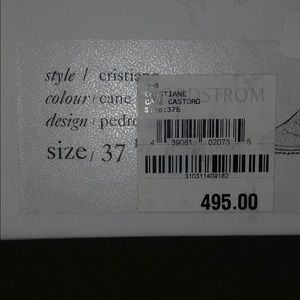 style / cristiane
colour / cane
design / pedro
size / 37
CRISTIANE
CANE CASTORO
Size:375
NORDSTROM
4 39081 02073 5
310311409182
495.00